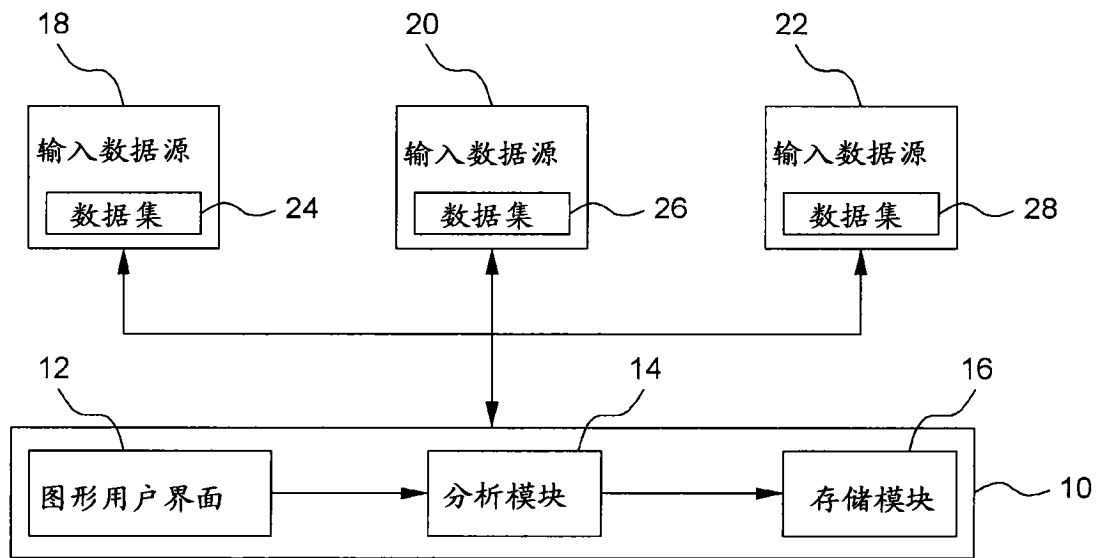 18
20
22
输入数据源
输入数据源
输入数据源
数据集
24
数据集
26
数据集
28
12
14
16
图形用户界面
分析模块
存储模块
10